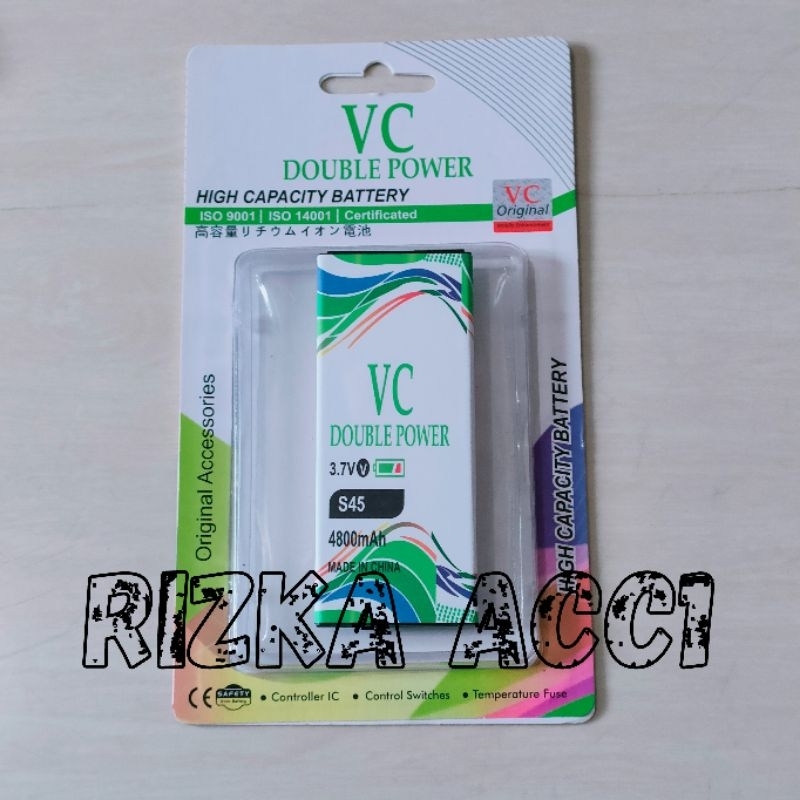 VC
DOUBLE POWER
HIGH CAPACITY BATTERY
ISO 9001 | ISO 14001 | Certificated
高容量リチウムイオン電池
VC
Original
Original Accessories
HIGH CAPACITY BATTERY
VC
DOUBLE POWER
3.7V
S45
4800mAh
MADE IN CHINA
RIZKA ACC1
CE SAFETY • Controller IC • Control Switches • Temperature Fuse